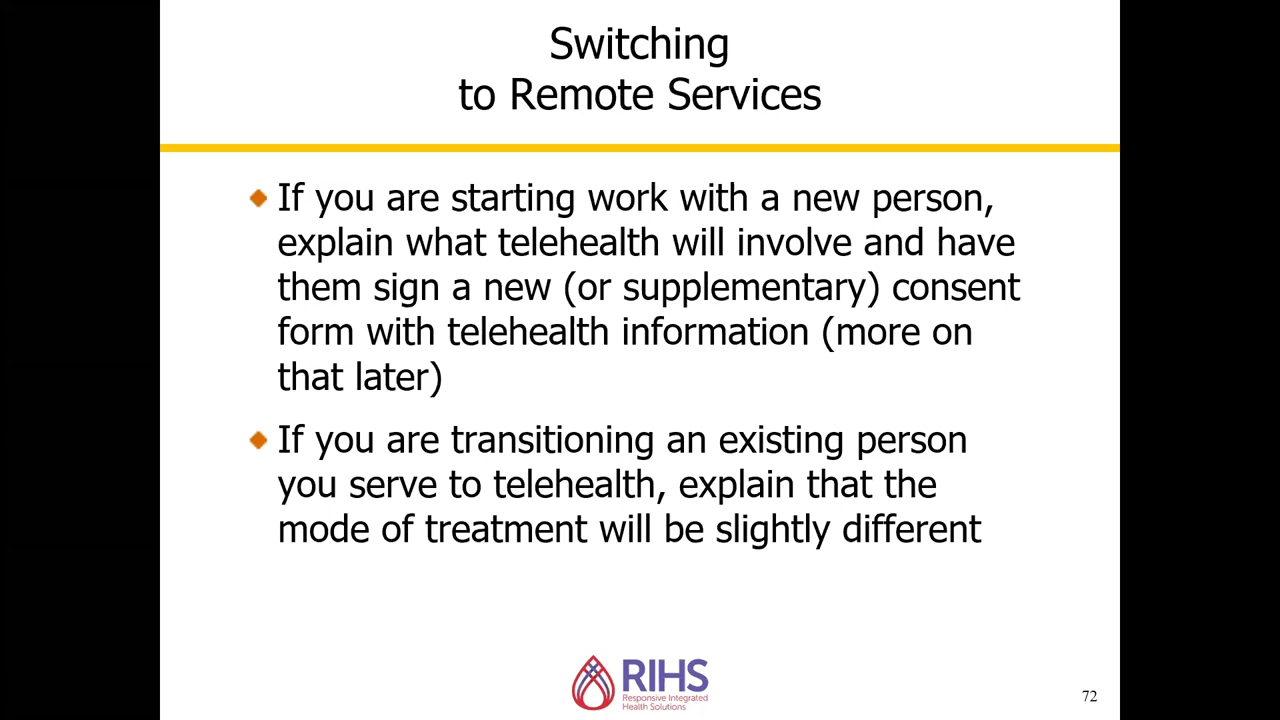 Switching
to Remote Services
If you are starting work with a new person,
explain what telehealth will involve and have
them sign a new (or supplementary) consent
form with telehealth information (more on
that later)
If you are transitioning an existing person
you serve to telehealth, explain that the
mode of treatment will be slightly different
RIHS
Responsive Integrated
Health Solutions
72